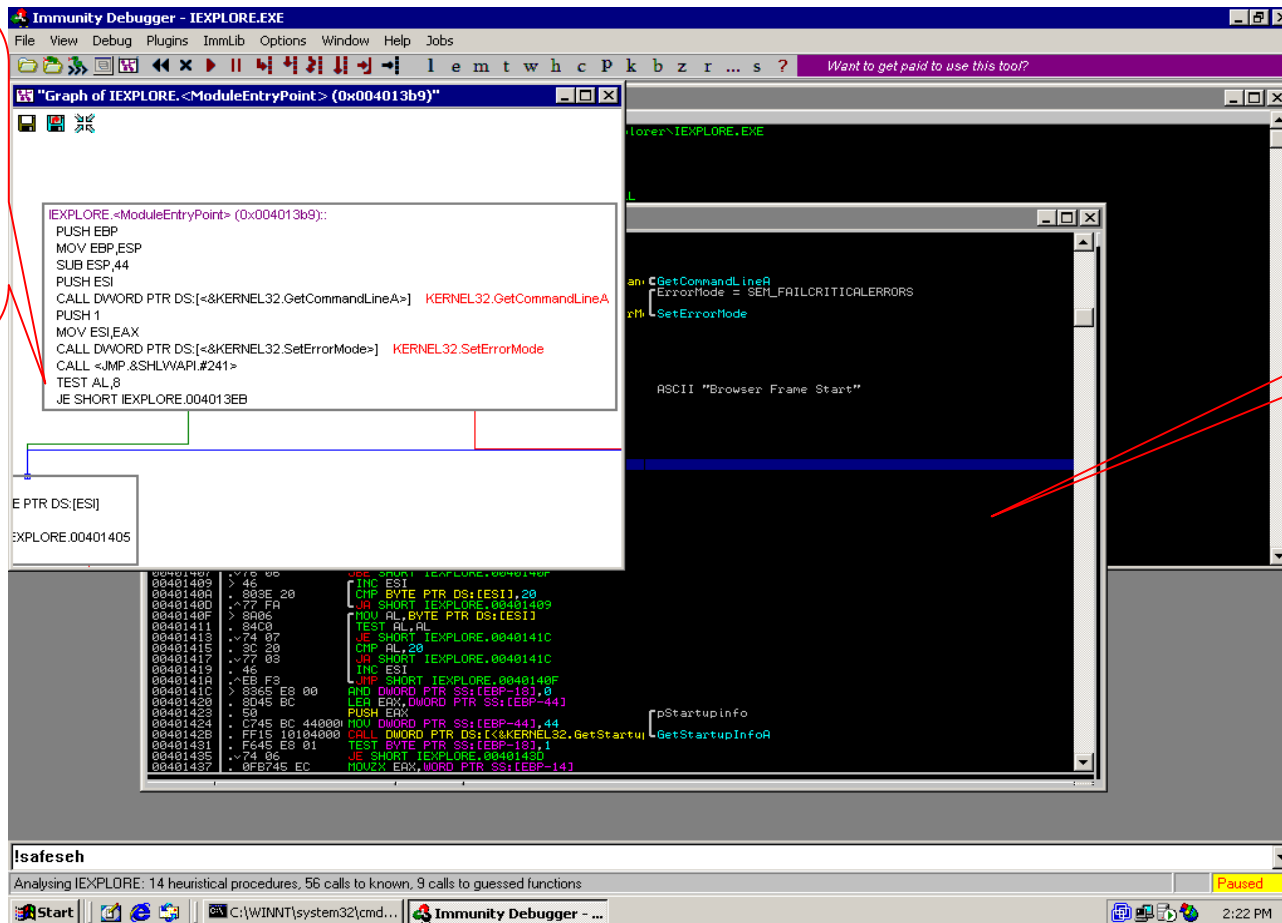 Immunity Debugger - IEXPLORE.EXE
File View Debug Plugins ImmLib Options Window Help Jobs
l e m t w h c P k b z r ... s ? Want to get paid to use this tool?
"Graph of IEXPLORE.<ModuleEntryPoint> (0x004013b9)"
lorer\IEXPLORE.EXE
IEXPLORE.<ModuleEntryPoint> (0x004013b9)::
PUSH EBP
MOV EBP,ESP
SUB ESP,44
PUSH ESI
CALL DWORD PTR DS:[<&KERNEL32.GetCommandLineA>] KERNEL32.GetCommandLineA
PUSH 1
MOV ESI,EAX
CALL DWORD PTR DS:[<&KERNEL32.SetErrorMode>] KERNEL32.SetErrorMode
CALL <JMP.&SHLWAPI.#241>
TEST AL,8
JE SHORT IEXPLORE.004013EB
GetCommandLineA
ErrorMode = SEM_FAILCRITICALERRORS
SetErrorMode
ASCII "Browser Frame Start"
E PTR DS:[ESI]
EXPLORE.00401405
00401407 .v76 06 JBE SHORT IEXPLORE.0040140F
00401409 > 46 INC ESI
0040140A . 803E 20 CMP BYTE PTR DS:[ESI],20
0040140D .^77 FA JA SHORT IEXPLORE.00401409
0040140F > 8A06 MOV AL,BYTE PTR DS:[ESI]
00401411 . 84C0 TEST AL,AL
00401413 .v74 07 JE SHORT IEXPLORE.0040141C
00401415 . 3C 20 CMP AL,20
00401417 .v77 03 JA SHORT IEXPLORE.0040141C
00401419 . 46 INC ESI
0040141A .^EB F3 JMP SHORT IEXPLORE.0040140F
0040141C > 8365 E8 00 AND DWORD PTR SS:[EBP-18],0
00401420 . 8D45 BC LEA EAX,DWORD PTR SS:[EBP-44]
00401423 . 50 PUSH EAX pStartupinfo
00401424 . C745 BC 44000 MOV DWORD PTR SS:[EBP-44],44
0040142B . FF15 10104000 CALL DWORD PTR DS:[<&KERNEL32.GetStartu GetStartupInfoA
00401431 . F645 E8 01 TEST BYTE PTR SS:[EBP-18],1
00401435 .v74 06 JE SHORT IEXPLORE.0040143D
00401437 . 0FB745 EC MOVZX EAX,WORD PTR SS:[EBP-14]
!safeseh
Analysing IEXPLORE: 14 heuristical procedures, 56 calls to known, 9 calls to guessed functions Paused
Start C:\WINNT\system32\cmd... Immunity Debugger - ... 2:22 PM